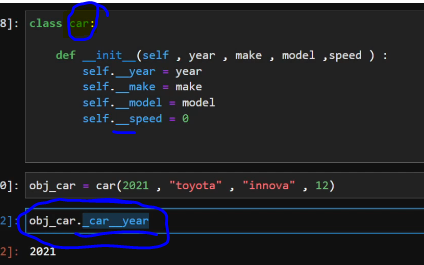 8]: class car:
def __init__(self , year , make , model ,speed ) :
self.__year = year
self.__make = make
self.__model = model
self.__speed = 0
0]: obj_car = car(2021 , "toyota" , "innova" , 12)
2]: obj_car._car__year
2]: 2021